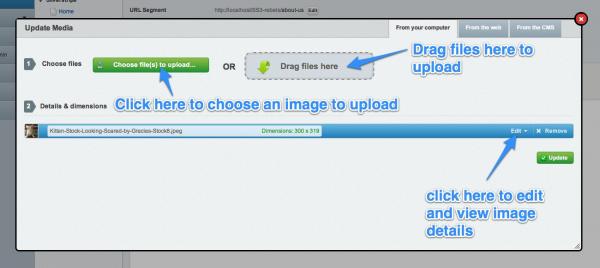 Home
URL Segment
http://localhost/SS3-rebels/about-us
Edit
Update Media
From your computer
From the web
From the CMS
1 Choose files
Choose file(s) to upload...
OR
Drag files here
Drag files here to
upload
Click here to choose an image to upload
2 Details & dimensions
Kitten-Stock-Looking-Scared-by-Grecies-Stock6.jpeg
Dimensions: 300 x 319
Edit
Remove
Update
click here to edit
and view image
details